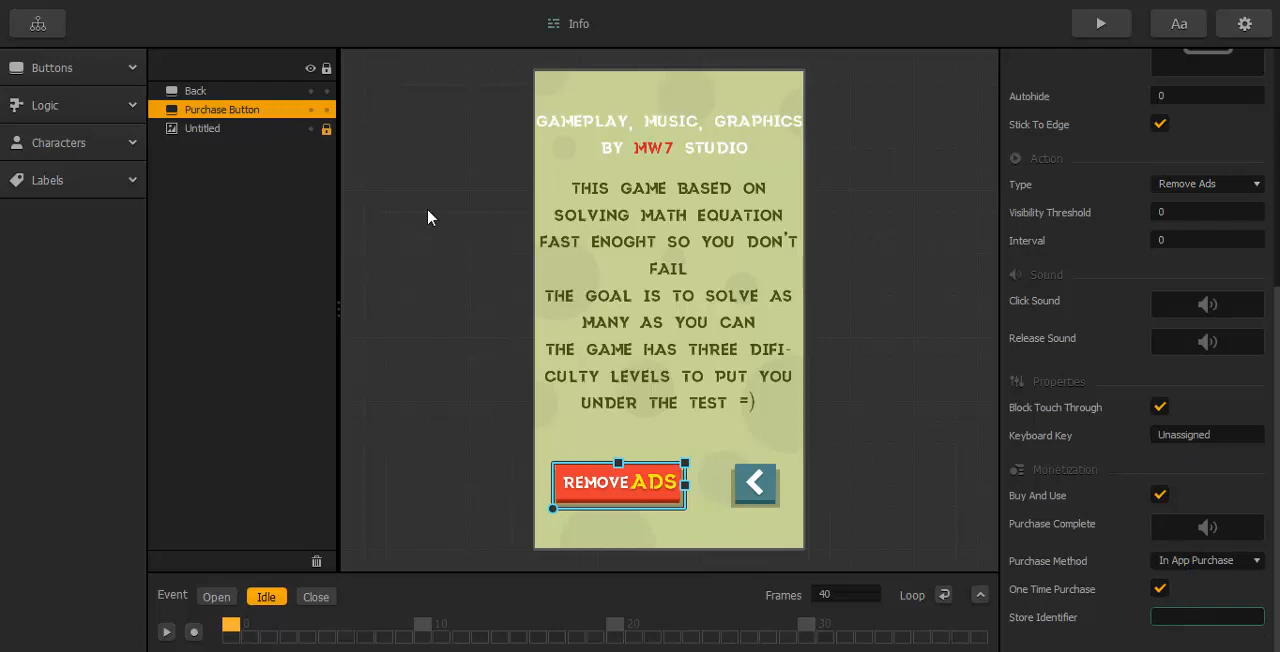 Info
Aa
Buttons
Logic
Characters
Labels
Back
Purchase Button
Untitled
GAMEPLAY, MUSIC, GRAPHICS
BY MW7 STUDIO
THIS GAME BASED ON
SOLVING MATH EQUATION
FAST ENOGHT SO YOU DON'T
FAIL
THE GOAL IS TO SOLVE AS
MANY AS YOU CAN
THE GAME HAS THREE DIFI-
CULTY LEVELS TO PUT YOU
UNDER THE TEST =)
REMOVE ADS
Autohide 0
Stick To Edge
Action
Type Remove Ads
Visibility Threshold 0
Interval 0
Sound
Click Sound
Release Sound
Properties
Block Touch Through
Keyboard Key Unassigned
Monetization
Buy And Use
Purchase Complete
Purchase Method In App Purchase
One Time Purchase
Store Identifier
Event Open Idle Close Frames 40 Loop
0 10 20 30